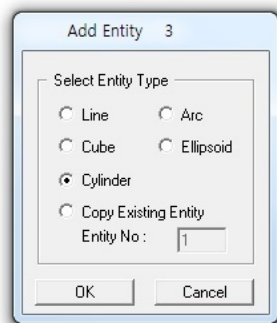 Add Entity 3
Select Entity Type
Line Arc
Cube Ellipsoid
Cylinder
Copy Existing Entity
Entity No : 1
OK Cancel